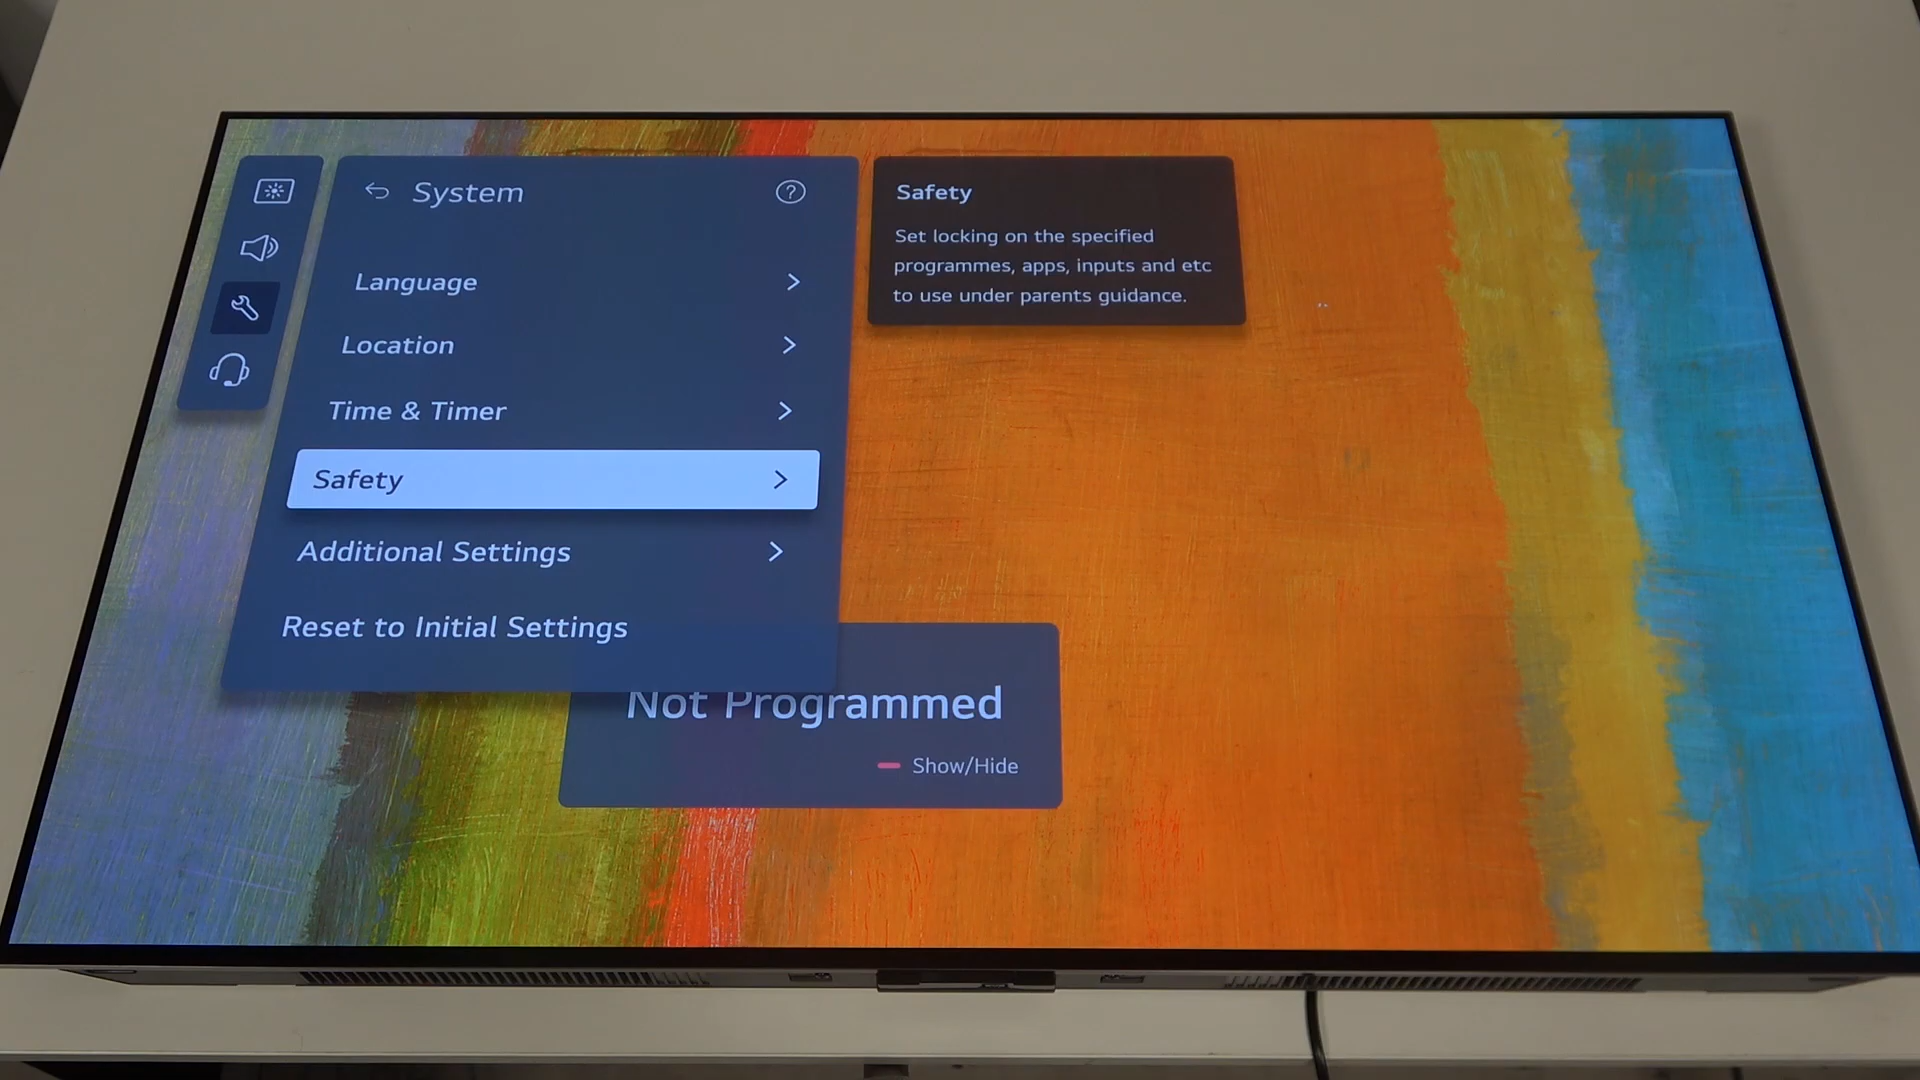 System
Language
Location
Time & Timer
Safety
Additional Settings
Reset to Initial Settings
Safety
Set locking on the specified
programmes, apps, inputs and etc
to use under parents guidance.
Not Programmed
Show/Hide